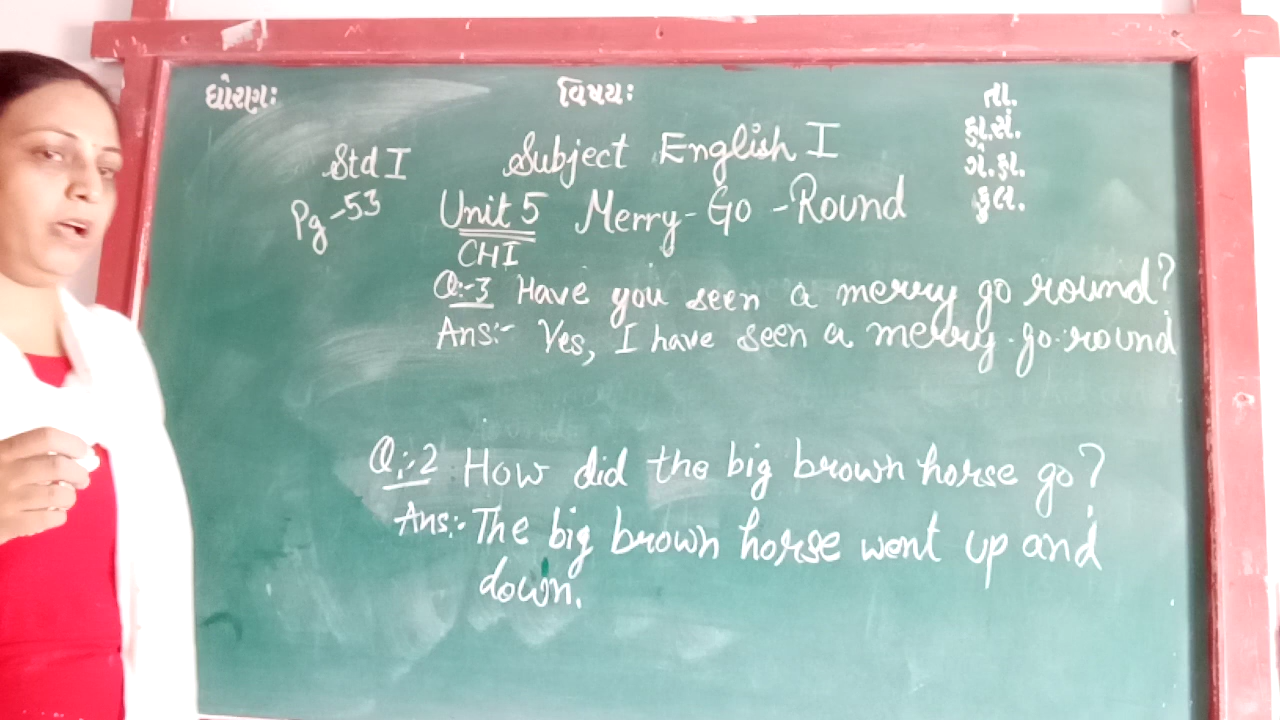 ધોરણ:
વિષય:
તા.
કુ.સં.
ગે.હા.
કુલ.
Std I
Subject English I
Pg-53
Unit 5 Merry-Go-Round
CHI
Q:-3 Have you seen a merry go round?
Ans:- Yes, I have seen a merry.go.round
Q:-2 How did the big brown horse go?
Ans:- The big brown horse went up and
down.